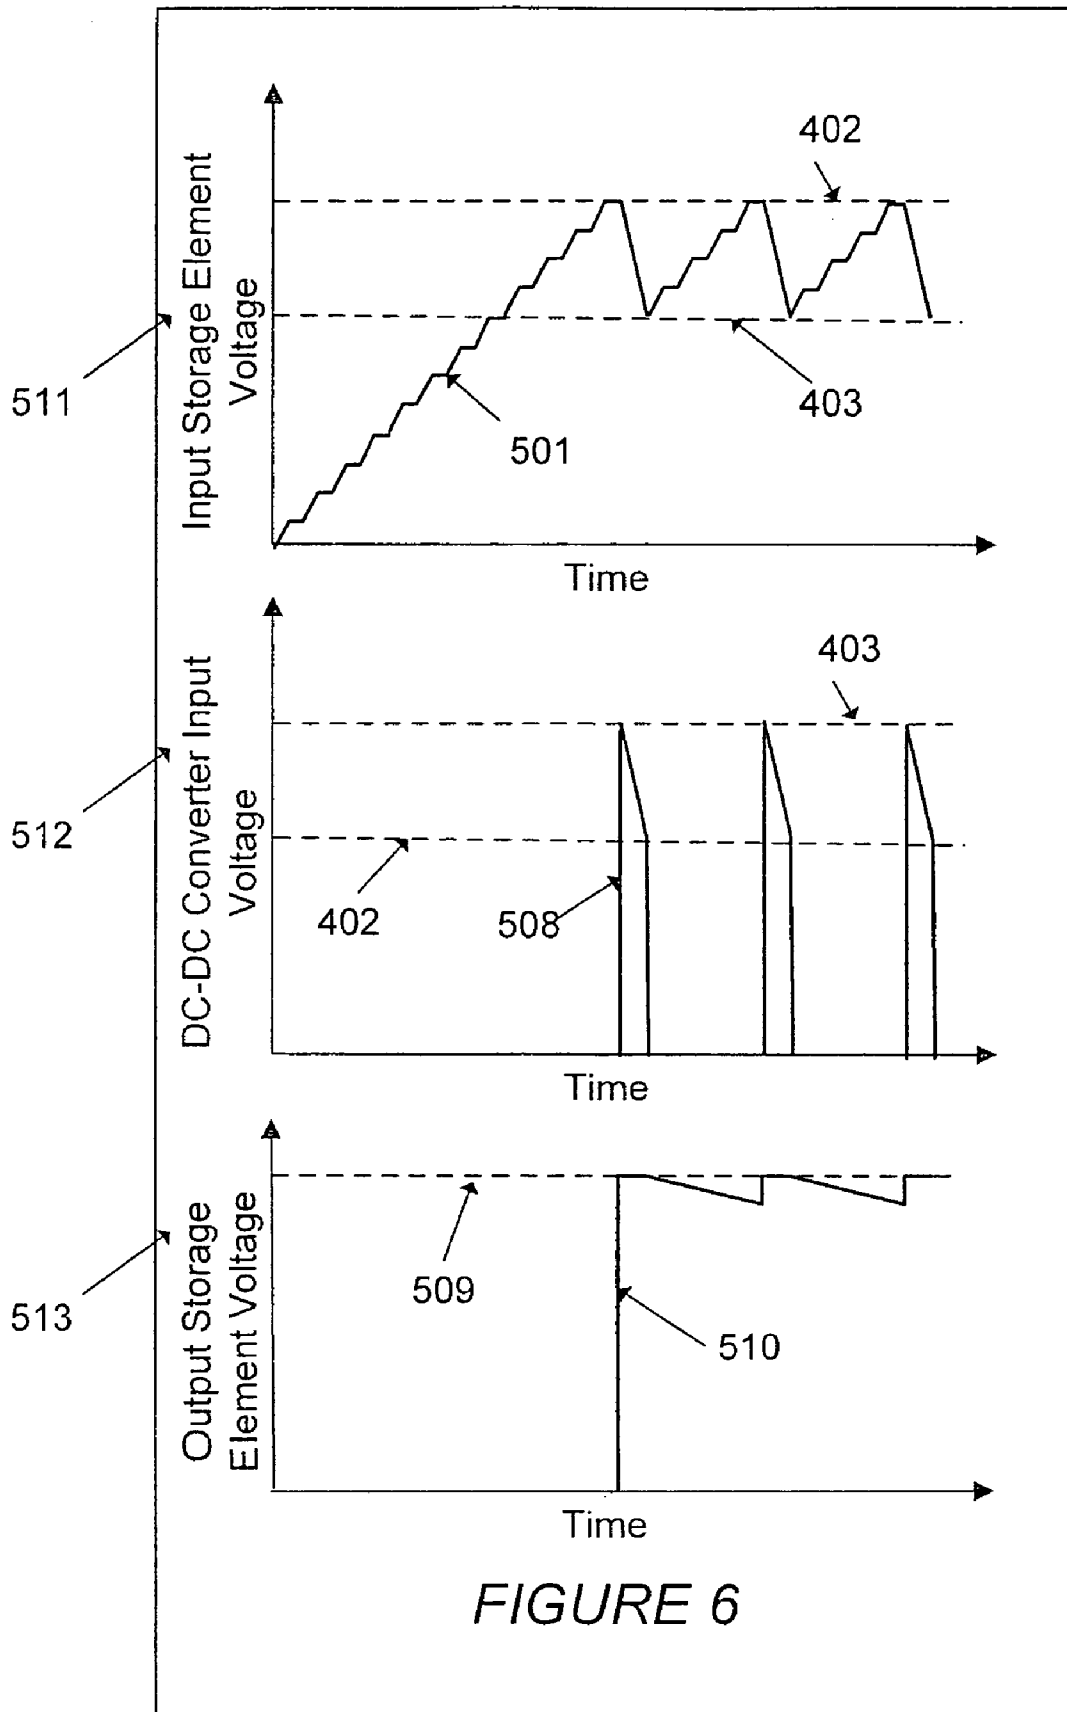 402
Input Storage Element
Voltage
511
403
501
Time
403
DC-DC Converter Input
Voltage
512
402
508
Time
509
Output Storage
Element Voltage
513
510
Time
FIGURE 6